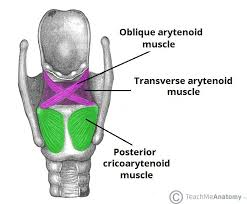 Oblique arytenoid
muscle
Transverse arytenoid
muscle
Posterior
cricoarytenoid
muscle
© TeachMeAnatomy